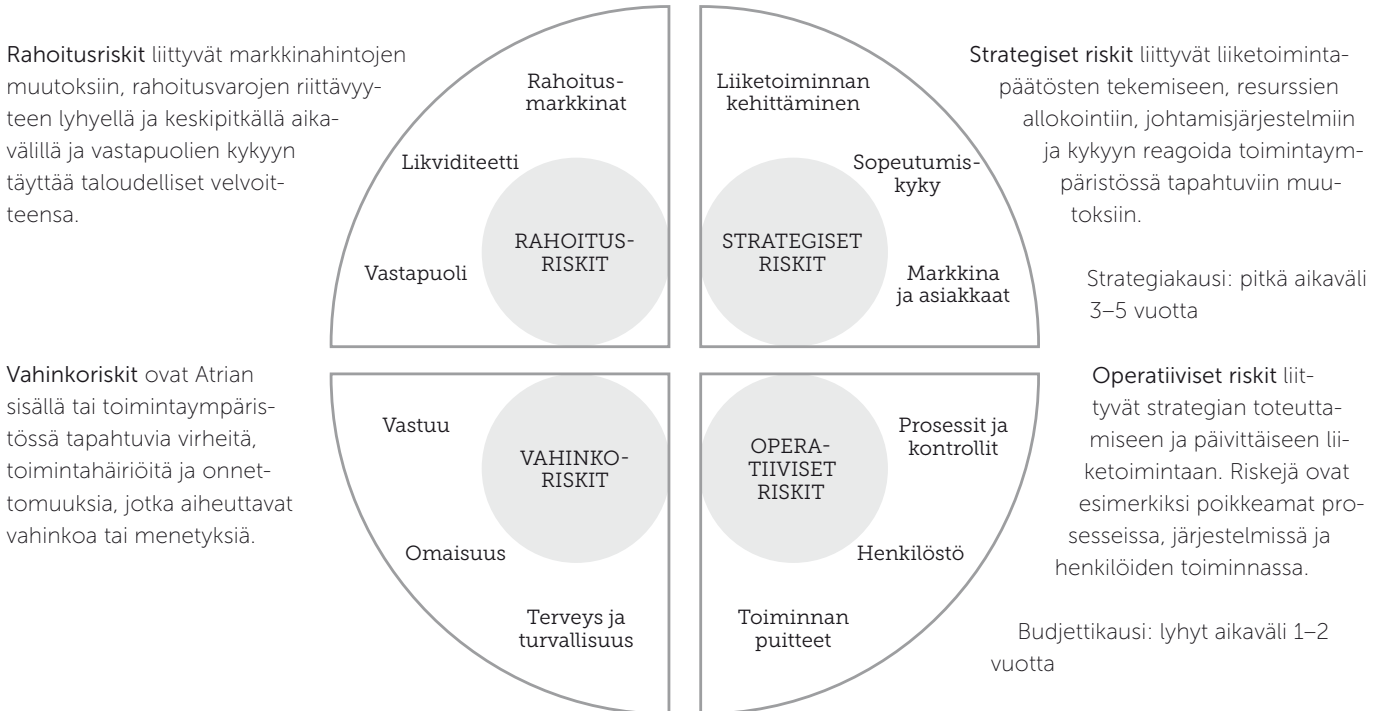 Rahoitusriskit liittyvät markkinahintojen
muutoksiin, rahoitusvarojen riittävyy-
teen lyhyellä ja keskipitkällä aika-
välillä ja vastapuolien kykyyn
täyttää taloudelliset velvoit-
teensa.
Rahoitus-
markkinat
Likviditeetti
Vastapuoli
RAHOITUS-
RISKIT
Liiketoiminnan
kehittäminen
Sopeutumis-
kyky
Markkina
ja asiakkaat
STRATEGISET
RISKIT
Strategiset riskit liittyvät liiketoiminta-
päätösten tekemiseen, resurssien
allokointiin, johtamisjärjestelmiin
ja kykyyn reagoida toimintaym-
päristössä tapahtuviin muu-
toksiin.
Strategiakausi: pitkä aikaväli
3–5 vuotta
Vahinkoriskit ovat Atrian
sisällä tai toimintaympäris-
tössä tapahtuvia virheitä,
toimintahäiriöitä ja onnet-
tomuuksia, jotka aiheuttavat
vahinkoa tai menetyksiä.
Vastuu
VAHINKO-
RISKIT
Omaisuus
Terveys ja
turvallisuus
OPERA-
TIIVISET
RISKIT
Prosessit ja
kontrollit
Henkilöstö
Toiminnan
puitteet
Operatiiviset riskit liit-
tyvät strategian toteutta-
miseen ja päivittäiseen lii-
ketoimintaan. Riskejä ovat
esimerkiksi poikkeamat pro-
sesseissa, järjestelmissä ja
henkilöiden toiminnassa.
Budjettikausi: lyhyt aikaväli 1–2
vuotta